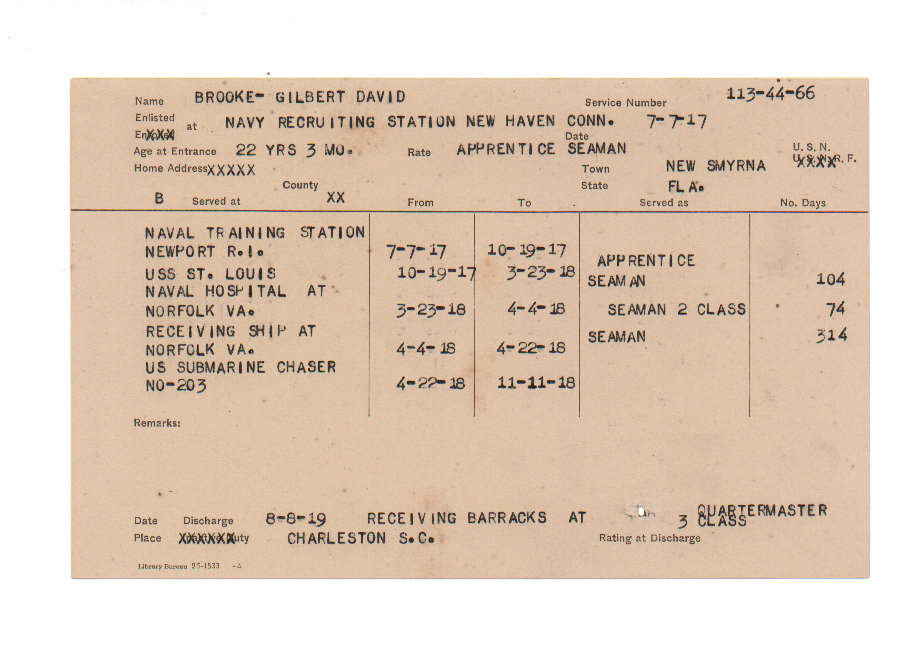 Name BROOKE- GILBERT DAVID Service Number 113-44-66
Enlisted
at NAVY RECRUITING STATION NEW HAVEN CONN. 7-7-17
Date
Age at Entrance 22 YRS 3 MO. Rate APPRENTICE SEAMAN U. S. N.
Home Address XXXXX Town NEW SMYRNA U. S. N. R. F.
County XX State FLA.
B Served at From To Served as No. Days
NAVAL TRAINING STATION
NEWPORT R.I. 7-7-17 10-19-17 APPRENTICE
USS ST. LOUIS 10-19-17 3-23-18 SEAMAN 104
NAVAL HOSPITAL AT
NORFOLK VA. 3-23-18 4-4-18 SEAMAN 2 CLASS 74
RECEIVING SHIP AT SEAMAN 314
NORFOLK VA. 4-4-18 4-22-18
US SUBMARINE CHASER
NO-203 4-22-18 11-11-18
Remarks:
Date Discharge 8-8-19 RECEIVING BARRACKS AT QUARTERMASTER
3 CLASS
Place XXXXXX uty CHARLESTON S.C. Rating at Discharge
Library Bureau 25-1533 -A